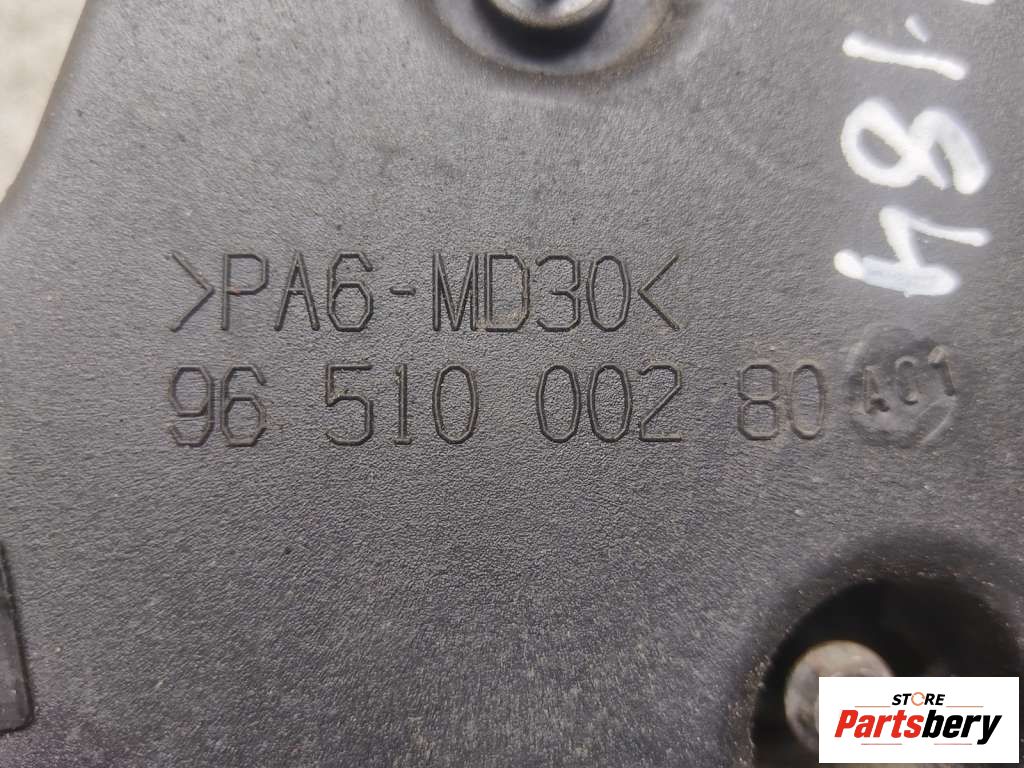 184
>PA6-MD30<
96 510 002 80
A01
STORE
Partsbery